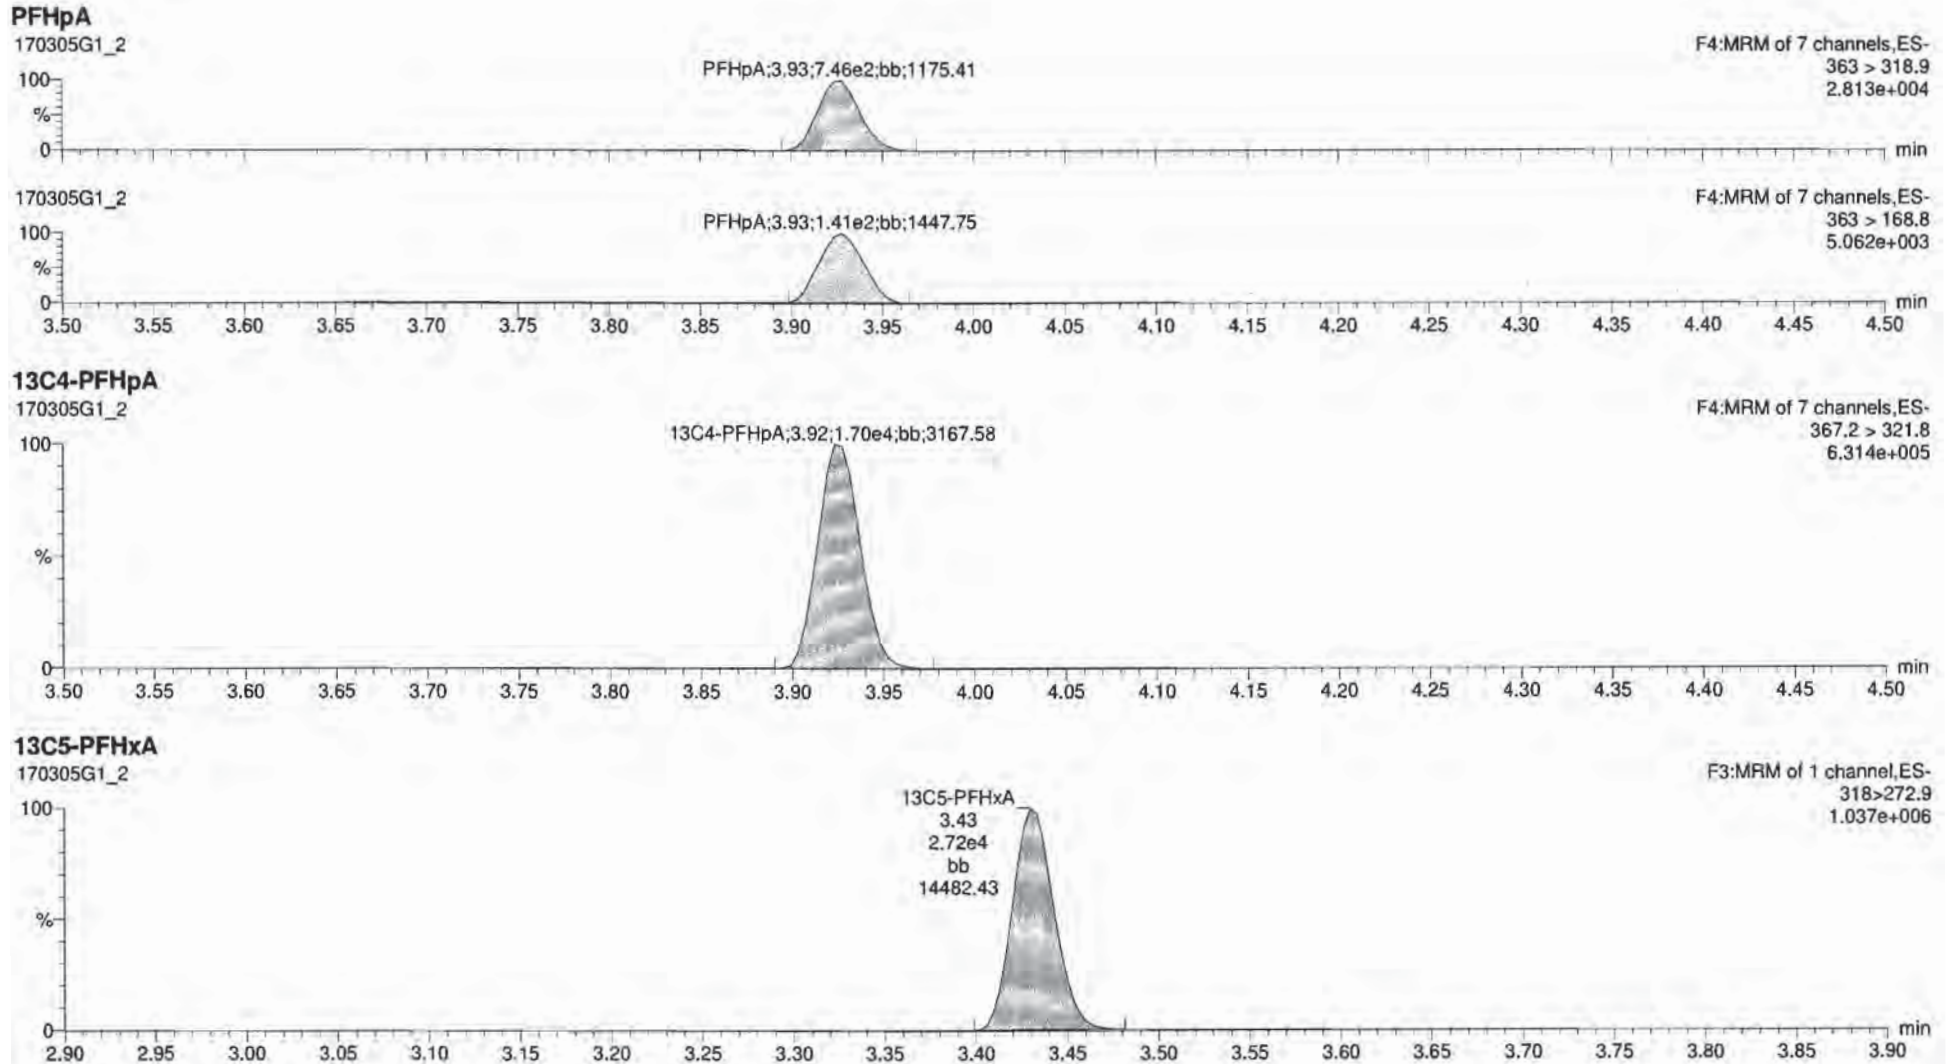 PFHpA
170305G1_2
F4:MRM of 7 channels,ES-
363 > 318.9
2.813e+004
PFHpA;3.93;7.46e2;bb;1175.41
100
%
0
min
170305G1_2
F4:MRM of 7 channels,ES-
363 > 168.8
5.062e+003
PFHpA;3.93;1.41e2;bb;1447.75
100
%
0
min
3.50 3.55 3.60 3.65 3.70 3.75 3.80 3.85 3.90 3.95 4.00 4.05 4.10 4.15 4.20 4.25 4.30 4.35 4.40 4.45 4.50
13C4-PFHpA
170305G1_2
F4:MRM of 7 channels,ES-
367.2 > 321.8
6.314e+005
13C4-PFHpA;3.92;1.70e4;bb;3167.58
100
%
0
min
3.50 3.55 3.60 3.65 3.70 3.75 3.80 3.85 3.90 3.95 4.00 4.05 4.10 4.15 4.20 4.25 4.30 4.35 4.40 4.45 4.50
13C5-PFHxA
170305G1_2
F3:MRM of 1 channel,ES-
318>272.9
1.037e+006
13C5-PFHxA
3.43
2.72e4
bb
14482.43
100
%
0
min
2.90 2.95 3.00 3.05 3.10 3.15 3.20 3.25 3.30 3.35 3.40 3.45 3.50 3.55 3.60 3.65 3.70 3.75 3.80 3.85 3.90